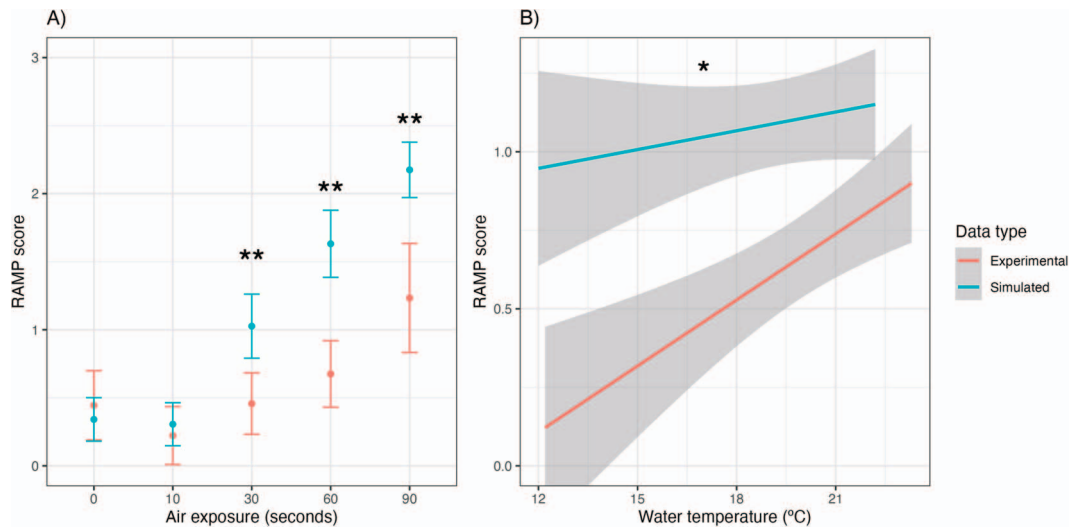 A)
RAMP score
3
2
1
0
**
**
**
0 10 30 60 90
Air exposure (seconds)
B)
RAMP score
1.0
0.5
0.0
*
12 15 18 21
Water temperature (ºC)
Data type
Experimental
Simulated